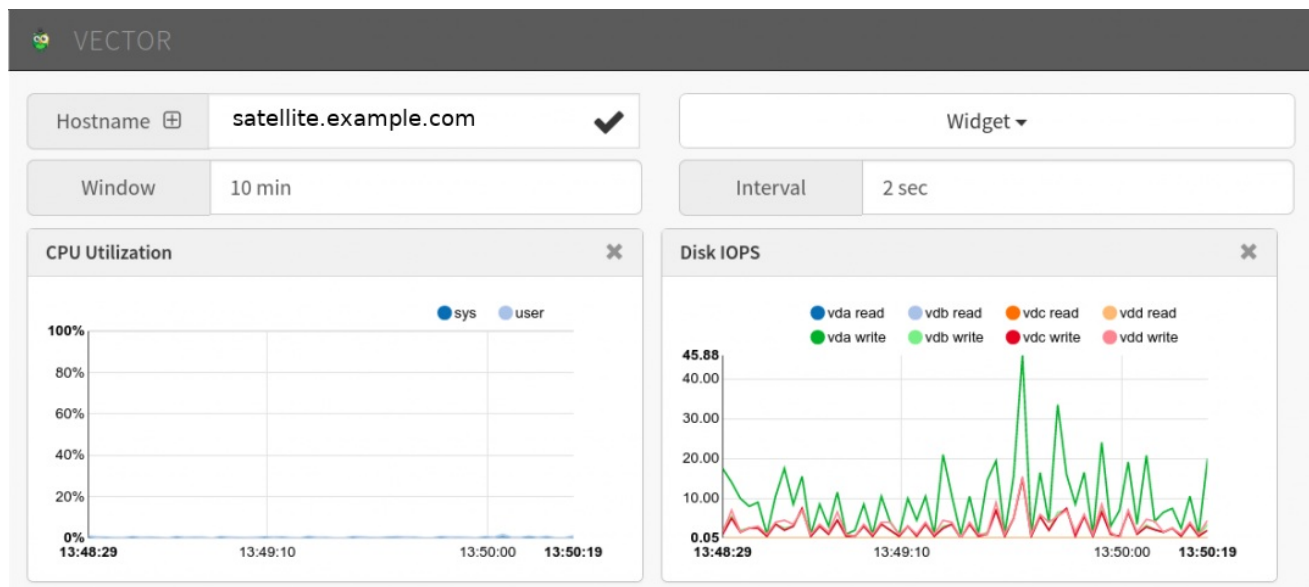 VECTOR
Hostname satellite.example.com
Widget
Window 10 min
Interval 2 sec
CPU Utilization
sys user
100%
80%
60%
40%
20%
0%
13:48:29 13:49:10 13:50:00 13:50:19
Disk IOPS
vda read vdb read vdc read vdd read
vda write vdb write vdc write vdd write
45.88
40.00
30.00
20.00
10.00
0.05
13:48:29 13:49:10 13:50:00 13:50:19